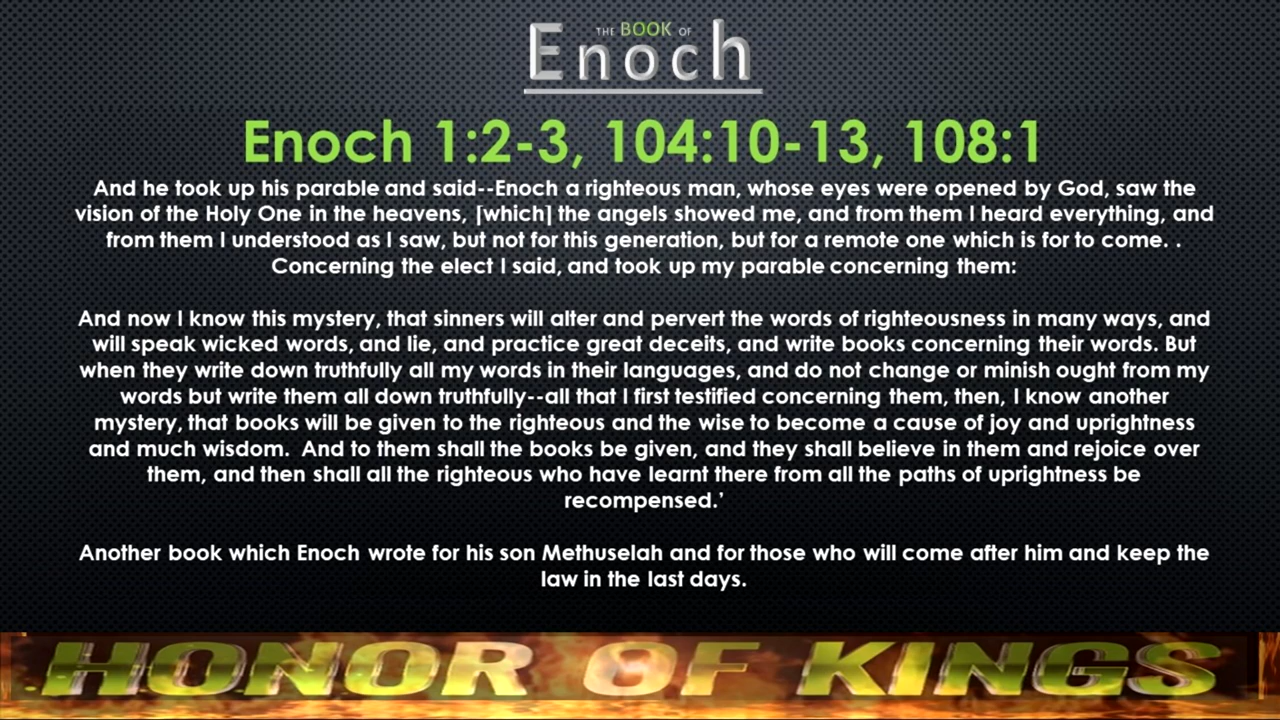 THE BOOK OF
Enoch
Enoch 1:2-3, 104:10-13, 108:1
And he took up his parable and said--Enoch a righteous man, whose eyes were opened by God, saw the
vision of the Holy One in the heavens, [which] the angels showed me, and from them I heard everything, and
from them I understood as I saw, but not for this generation, but for a remote one which is for to come. .
Concerning the elect I said, and took up my parable concerning them:
And now I know this mystery, that sinners will alter and pervert the words of righteousness in many ways, and
will speak wicked words, and lie, and practice great deceits, and write books concerning their words. But
when they write down truthfully all my words in their languages, and do not change or minish ought from my
words but write them all down truthfully--all that I first testified concerning them, then, I know another
mystery, that books will be given to the righteous and the wise to become a cause of joy and uprightness
and much wisdom. And to them shall the books be given, and they shall believe in them and rejoice over
them, and then shall all the righteous who have learnt there from all the paths of uprightness be
recompensed.’
Another book which Enoch wrote for his son Methuselah and for those who will come after him and keep the
law in the last days.
HONOR OF KINGS